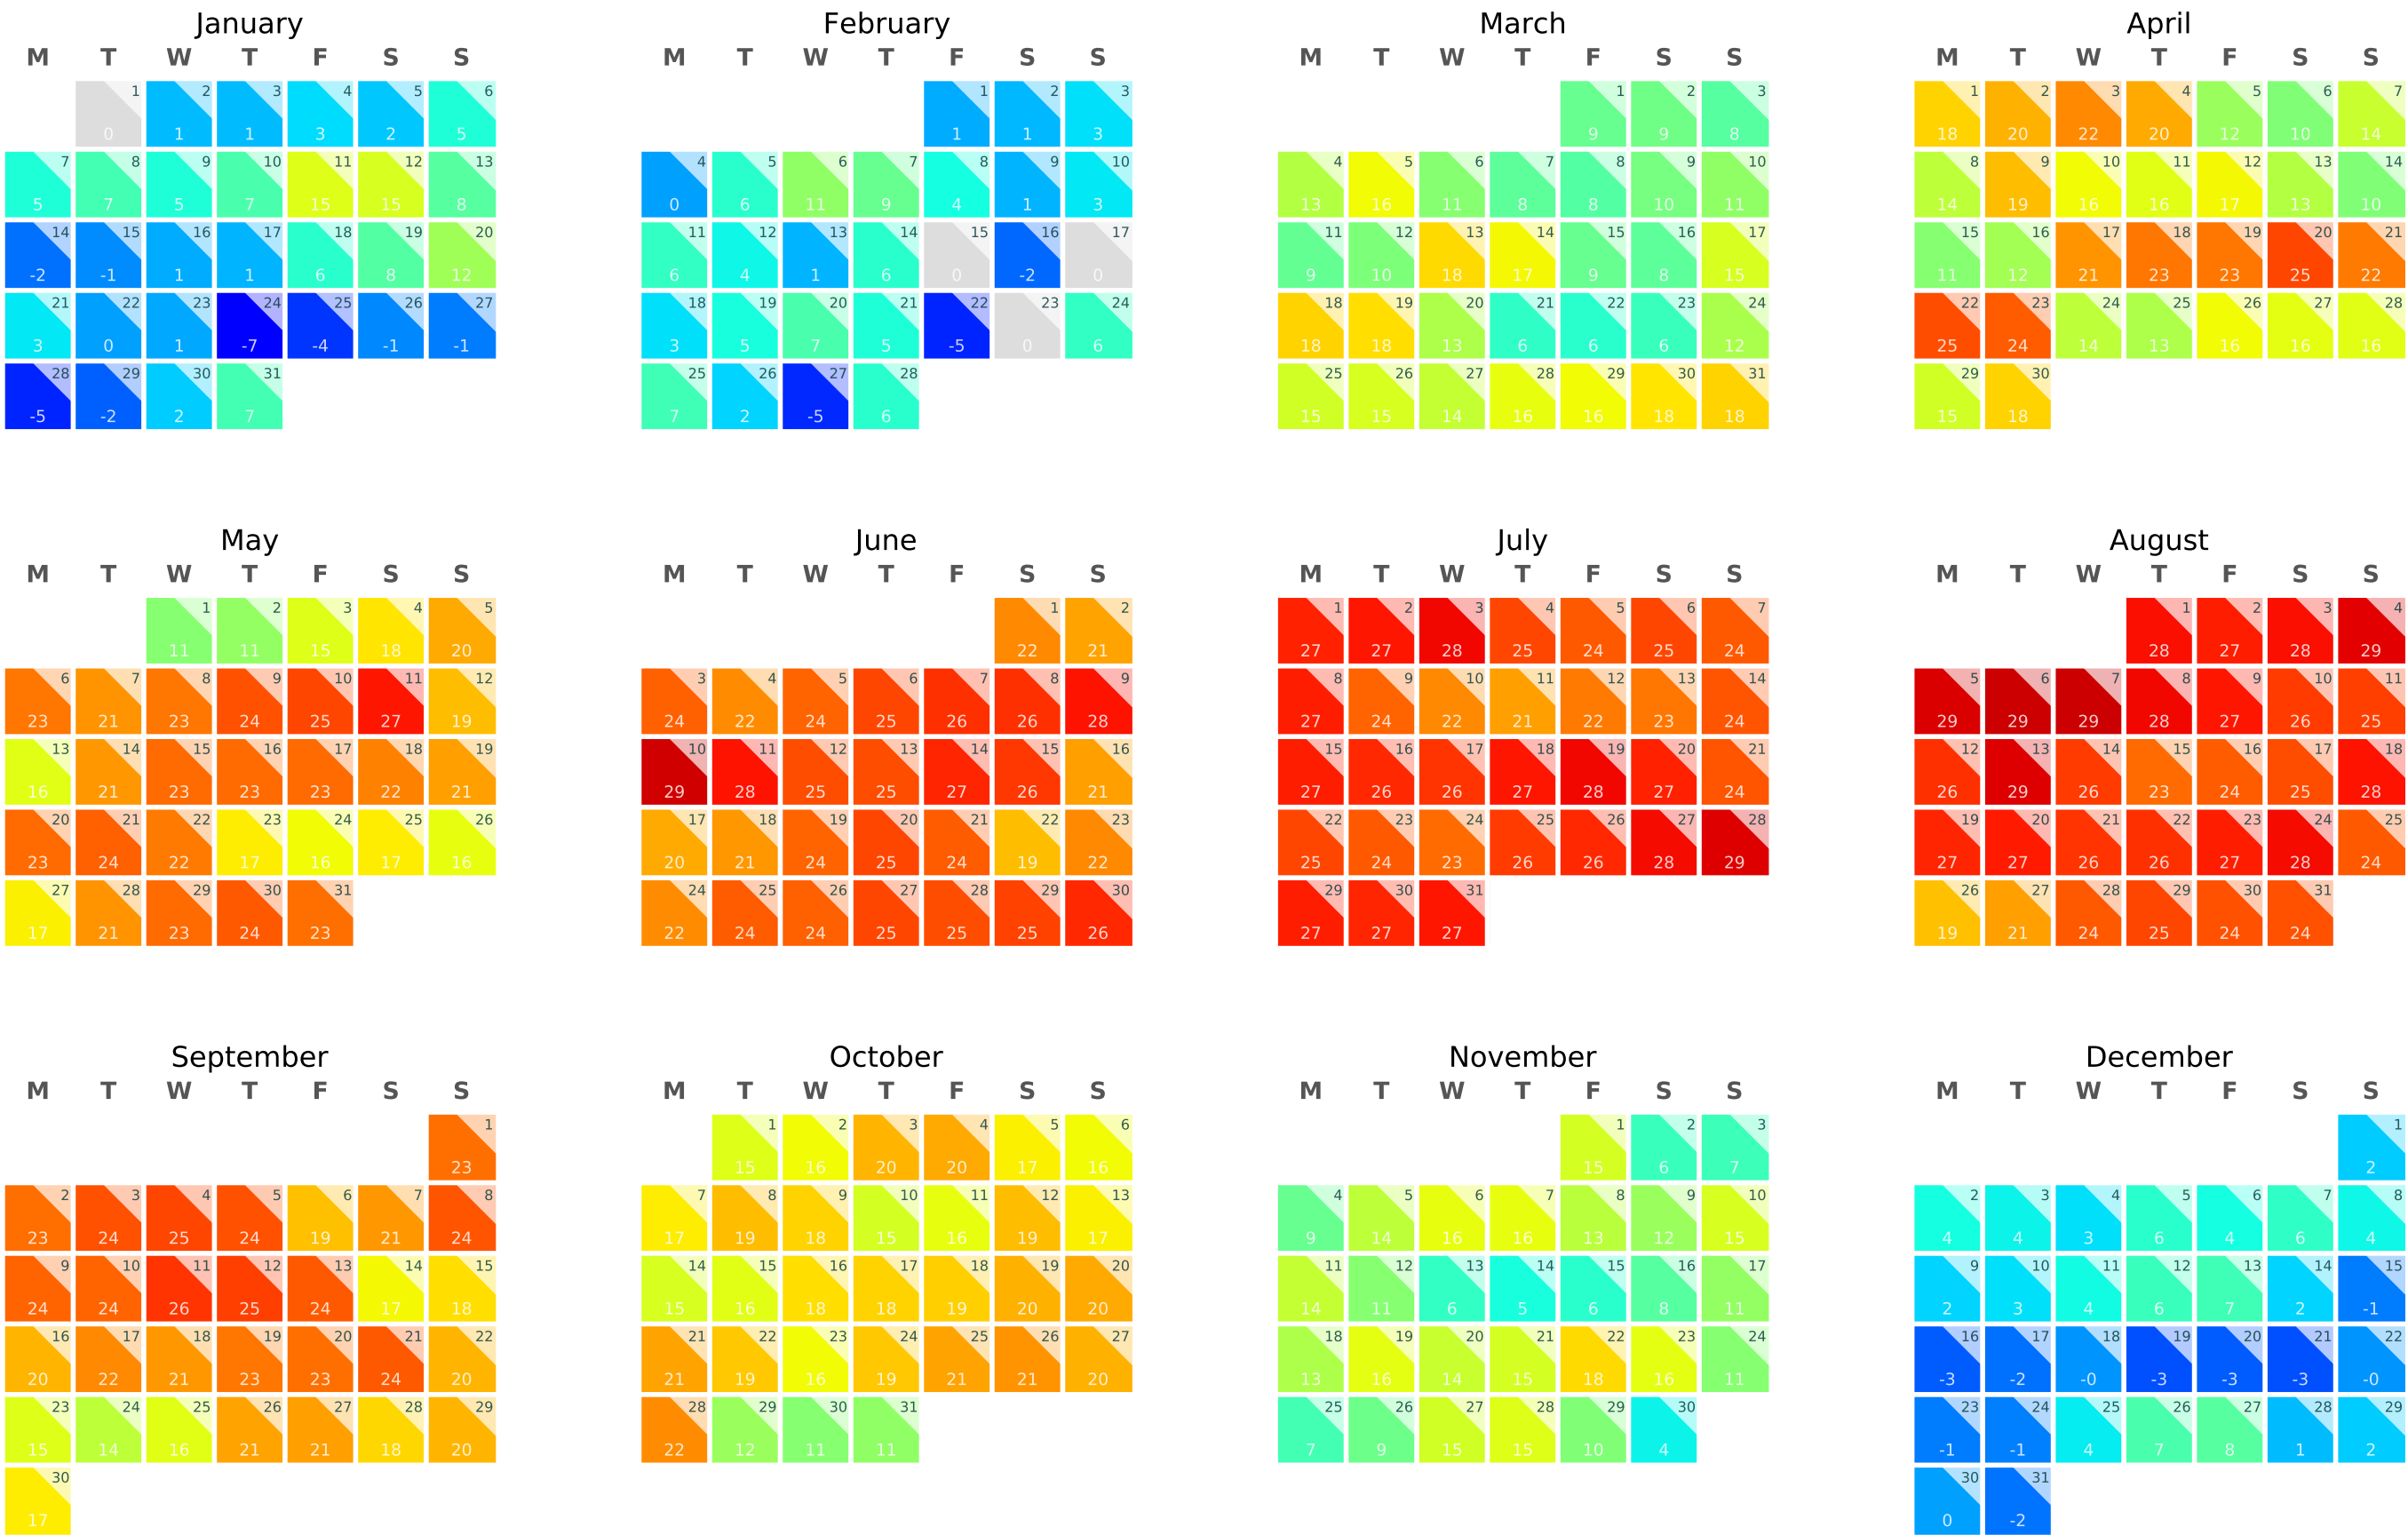 January February March April
M T W T F S S M T W T F S S M T W T F S S M T W T F S S
1 2 3 4 5 6 1 2 3 1 2 3 1 2 3 4 5 6 7
0 1 1 3 2 5 1 1 3 9 9 8 18 20 22 20 12 10 14
7 8 9 10 11 12 13 4 5 6 7 8 9 10 4 5 6 7 8 9 10 8 9 10 11 12 13 14
5 7 5 7 15 15 8 0 6 11 9 4 1 3 13 16 11 8 8 10 11 14 19 16 16 17 13 10
14 15 16 17 18 19 20 11 12 13 14 15 16 17 11 12 13 14 15 16 17 15 16 17 18 19 20 21
-2 -1 1 1 6 8 12 6 4 1 6 0 -2 0 9 10 18 17 9 8 15 11 12 21 23 23 25 22
21 22 23 24 25 26 27 18 19 20 21 22 23 24 18 19 20 21 22 23 24 22 23 24 25 26 27 28
3 0 1 -7 -4 -1 -1 3 5 7 5 -5 0 6 18 18 13 6 6 6 12 25 24 14 13 16 16 16
28 29 30 31 25 26 27 28 25 26 27 28 29 30 31 29 30
-5 -2 2 7 7 2 -5 6 15 15 14 16 16 18 18 15 18
May June July August
M T W T F S S M T W T F S S M T W T F S S M T W T F S S
1 2 3 4 5 1 2 1 2 3 4 5 6 7 1 2 3 4
11 11 15 18 20 22 21 27 27 28 25 24 25 24 28 27 28 29
6 7 8 9 10 11 12 3 4 5 6 7 8 9 8 9 10 11 12 13 14 5 6 7 8 9 10 11
23 21 23 24 25 27 19 24 22 24 25 26 26 28 27 24 22 21 22 23 24 29 29 29 28 27 26 25
13 14 15 16 17 18 19 10 11 12 13 14 15 16 15 16 17 18 19 20 21 12 13 14 15 16 17 18
16 21 23 23 23 22 21 29 28 25 25 27 26 21 27 26 26 27 28 27 24 26 29 26 23 24 25 28
20 21 22 23 24 25 26 17 18 19 20 21 22 23 22 23 24 25 26 27 28 19 20 21 22 23 24 25
23 24 22 17 16 17 16 20 21 24 25 24 19 22 25 24 23 26 26 28 29 27 27 26 26 27 28 24
27 28 29 30 31 24 25 26 27 28 29 30 29 30 31 26 27 28 29 30 31
17 21 23 24 23 22 24 24 25 25 25 26 27 27 27 19 21 24 25 24 24
September October November December
M T W T F S S M T W T F S S M T W T F S S M T W T F S S
1 1 2 3 4 5 6 1 2 3 1
23 15 16 20 20 17 16 15 6 7 2
2 3 4 5 6 7 8 7 8 9 10 11 12 13 4 5 6 7 8 9 10 2 3 4 5 6 7 8
23 24 25 24 19 21 24 17 19 18 15 16 19 17 9 14 16 16 13 12 15 4 4 3 6 4 6 4
9 10 11 12 13 14 15 14 15 16 17 18 19 20 11 12 13 14 15 16 17 9 10 11 12 13 14 15
24 24 26 25 24 17 18 15 16 18 18 19 20 20 14 11 6 5 6 8 11 2 3 4 6 7 2 -1
16 17 18 19 20 21 22 21 22 23 24 25 26 27 18 19 20 21 22 23 24 16 17 18 19 20 21 22
20 22 21 23 23 24 20 21 19 16 19 21 21 20 13 16 14 15 18 16 11 -3 -2 -0 -3 -3 -3 -0
23 24 25 26 27 28 29 28 29 30 31 25 26 27 28 29 30 23 24 25 26 27 28 29
15 14 16 21 21 18 20 22 12 11 11 7 9 15 15 10 4 -1 -1 4 7 8 1 2
30 30 31
17 0 -2